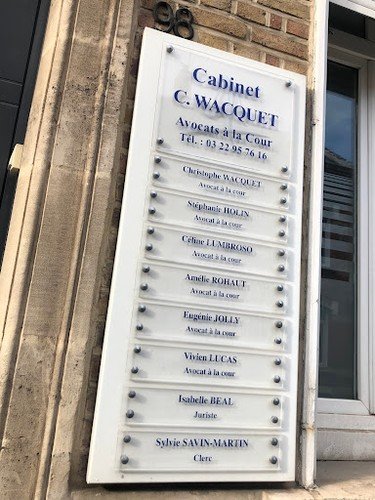 98
Cabinet
C. WACQUET
Avocats à la Cour
Tél. : 03 22 95 76 16
Christophe WACQUET
Avocat à la cour
Stéphanie HOLIN
Avocat à la cour
Céline LUMBROSO
Avocat à la cour
Amélie ROHAUT
Avocat à la cour
Eugénie JOLLY
Avocat à la cour
Vivien LUCAS
Avocat à la cour
Isabelle BEAL
Juriste
Sylvie SAVIN-MARTIN
Clerc